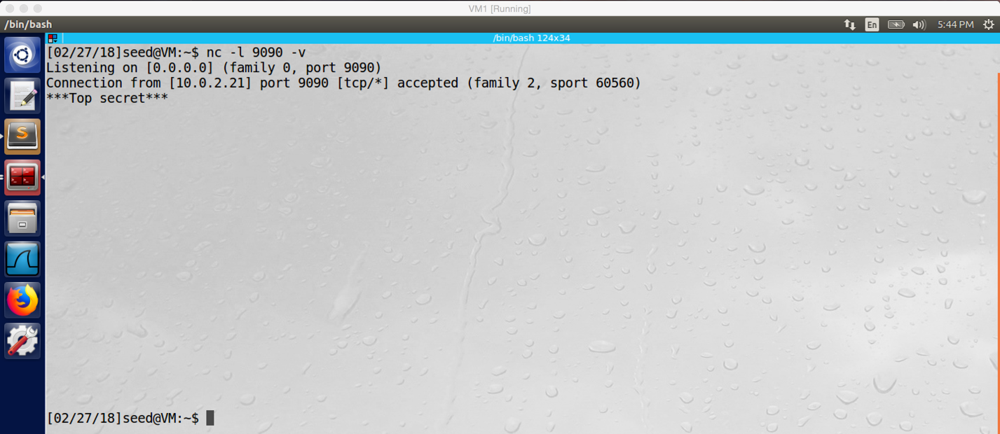 VM1 [Running]
/bin/bash
En
5:44 PM
/bin/bash 124x34
[02/27/18]seed@VM:~$ nc -l 9090 -v
Listening on [0.0.0.0] (family 0, port 9090)
Connection from [10.0.2.21] port 9090 [tcp/*] accepted (family 2, sport 60560)
***Top secret***
[02/27/18]seed@VM:~$